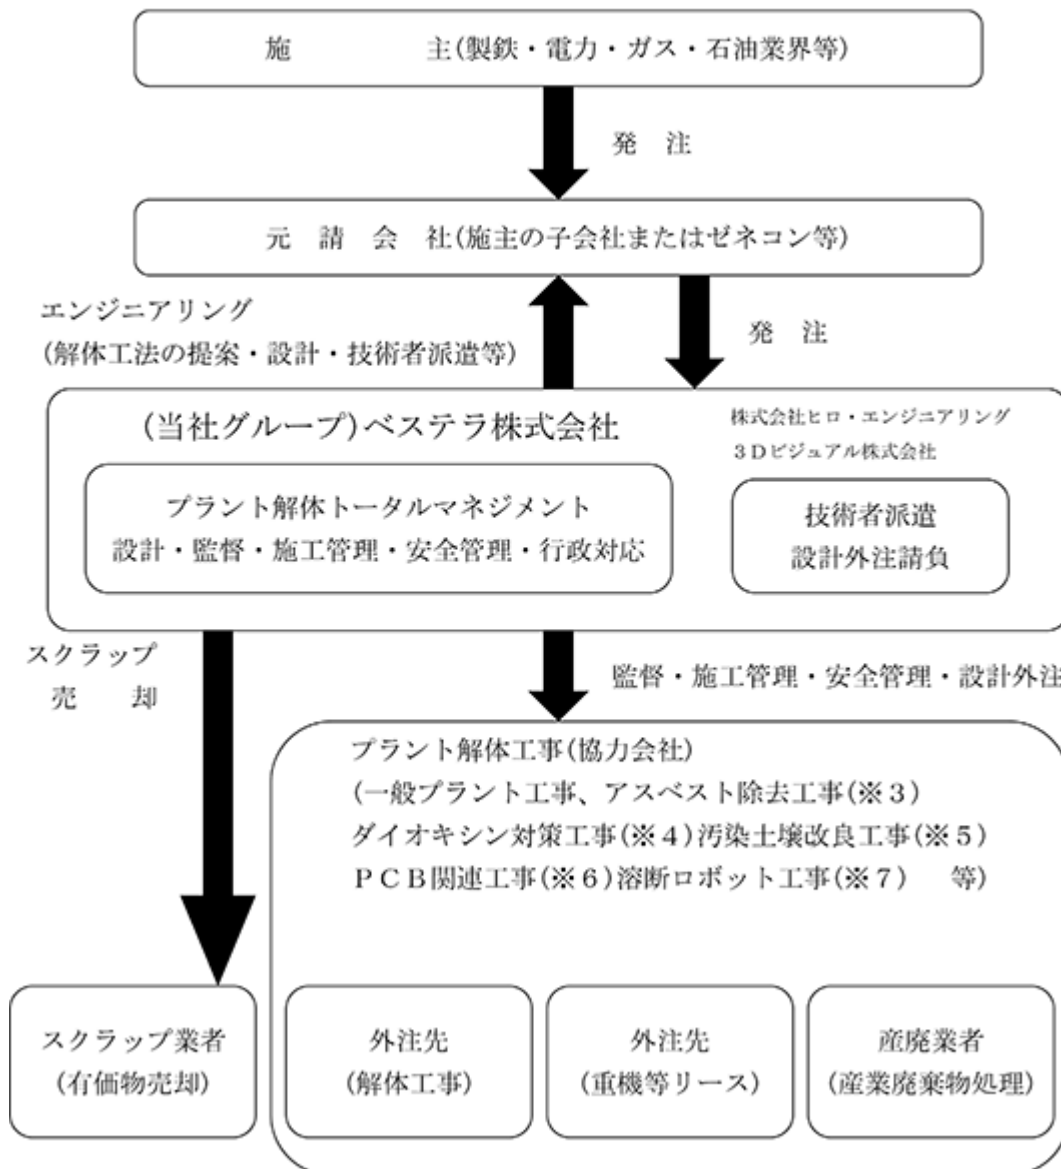 施　　　主(製鉄・電力・ガス・石油業界等)
発　注
元　請　会　社(施主の子会社またはゼネコン等)
エンジニアリング
(解体工法の提案・設計・技術者派遣等)
発　注
(当社グループ)ベステラ株式会社
株式会社ヒロ・エンジニアリング
３Ｄビジュアル株式会社
プラント解体トータルマネジメント
設計・監督・施工管理・安全管理・行政対応
技術者派遣
設計外注請負
スクラップ
売　　却
監督・施工管理・安全管理・設計外注
プラント解体工事(協力会社)
(一般プラント工事、アスベスト除去工事(※３)
ダイオキシン対策工事(※４)汚染土壌改良工事(※５)
ＰＣＢ関連工事(※６)溶断ロボット工事(※７)　等)
スクラップ業者
(有価物売却)
外注先
(解体工事)
外注先
(重機等リース)
産廃業者
(産業廃棄物処理)